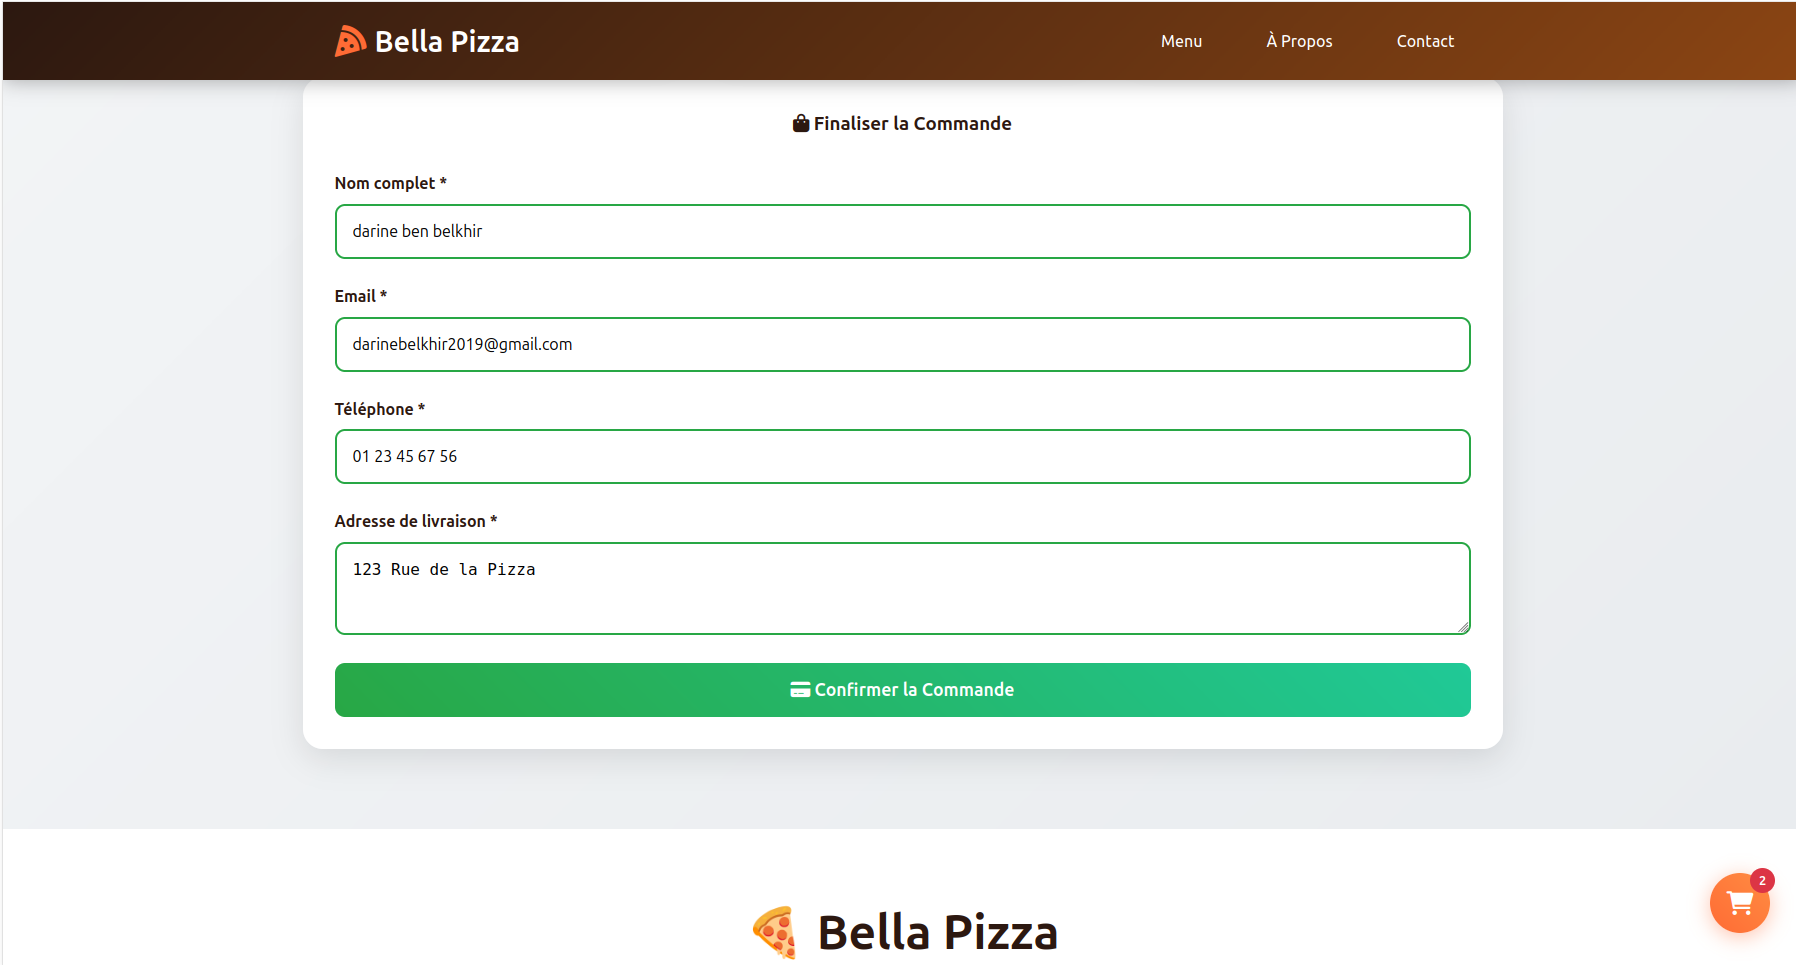 Bella Pizza
Menu
À Propos
Contact
Finaliser la Commande
Nom complet *
darine ben belkhir
Email *
darinebelkhir2019@gmail.com
Téléphone *
01 23 45 67 56
Adresse de livraison *
123 Rue de la Pizza
Confirmer la Commande
2
Bella Pizza